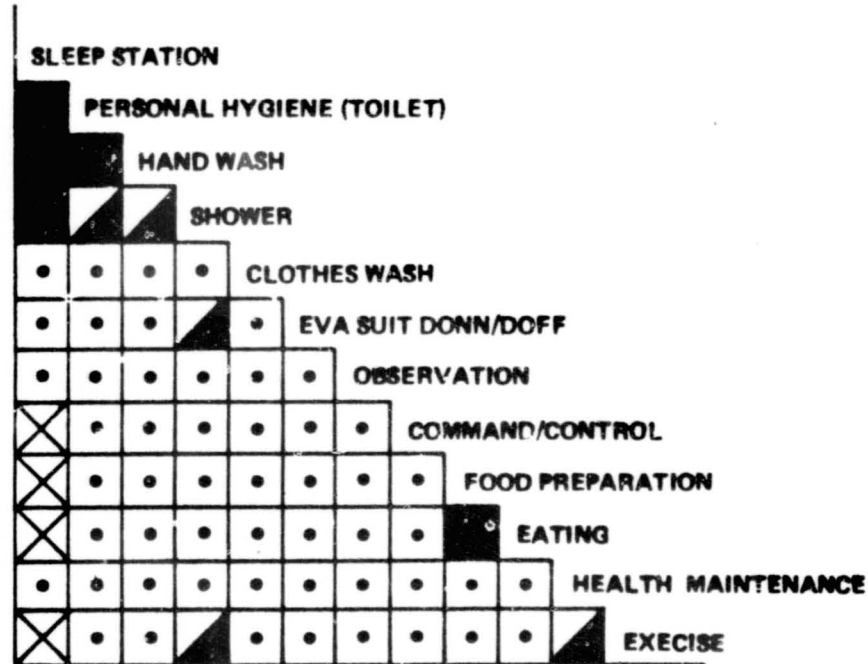 SLEEP STATION
PERSONAL HYGIENE (TOILET)
HAND WASH
SHOWER
CLOTHES WASH
EVA SUIT DONN/DOFF
OBSERVATION
COMMAND/CONTROL
FOOD PREPARATION
EATING
HEALTH MAINTENANCE
EXECISE